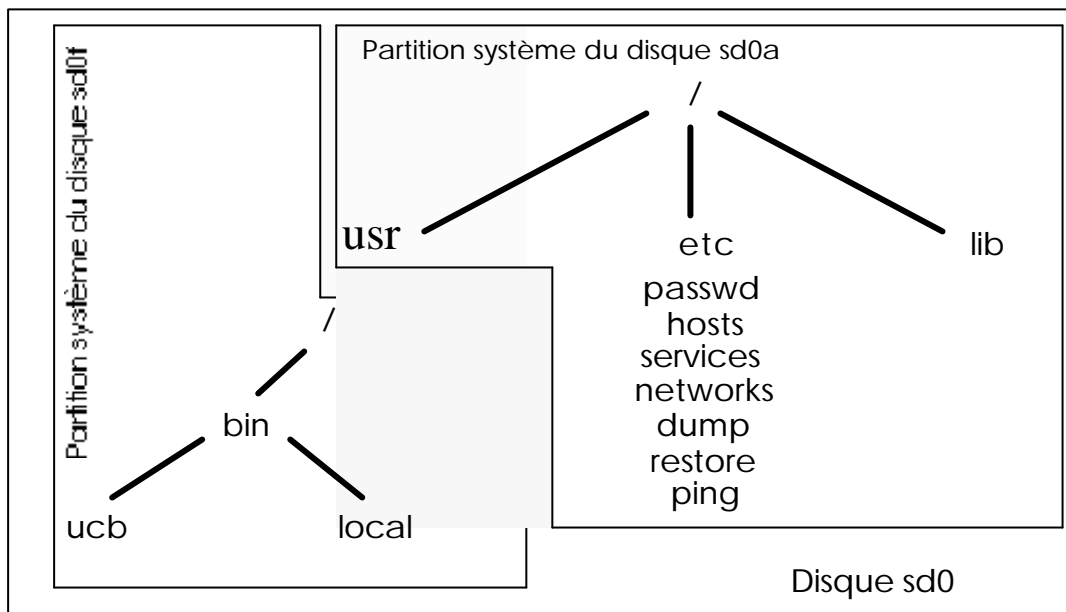 Partition système du disque sd0f
Partition système du disque sd0a
/
usr
etc
lib
passwd
hosts
services
networks
dump
restore
ping
/
bin
ucb
local
Disque sd0